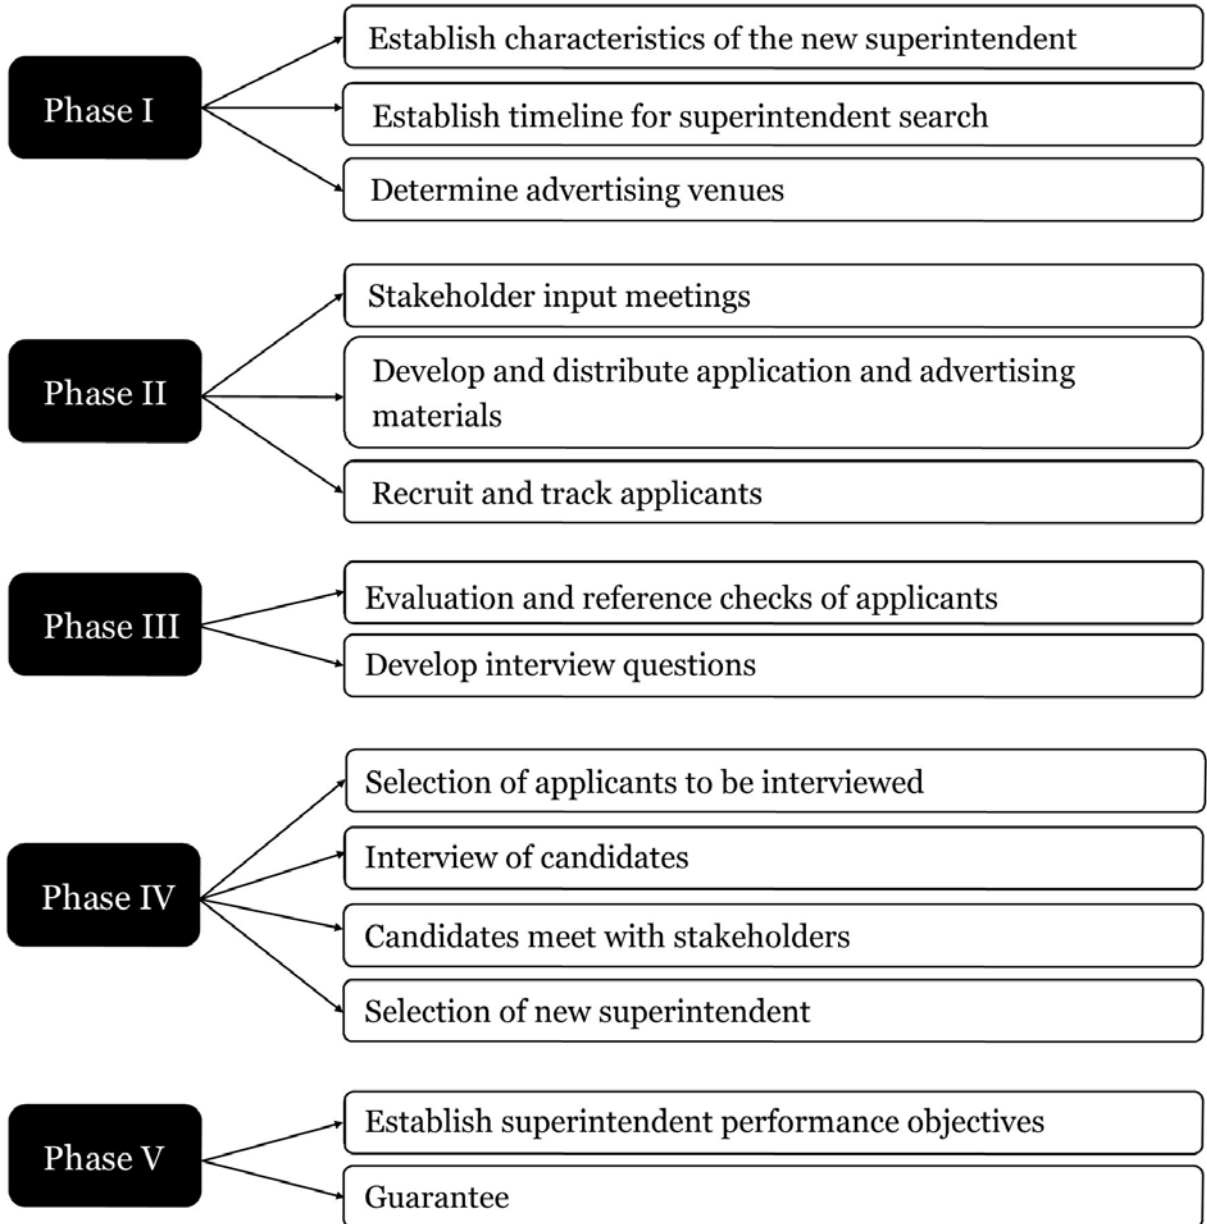 Phase I
Establish characteristics of the new superintendent
Establish timeline for superintendent search
Determine advertising venues
Phase II
Stakeholder input meetings
Develop and distribute application and advertising
materials
Recruit and track applicants
Phase III
Evaluation and reference checks of applicants
Develop interview questions
Phase IV
Selection of applicants to be interviewed
Interview of candidates
Candidates meet with stakeholders
Selection of new superintendent
Phase V
Establish superintendent performance objectives
Guarantee